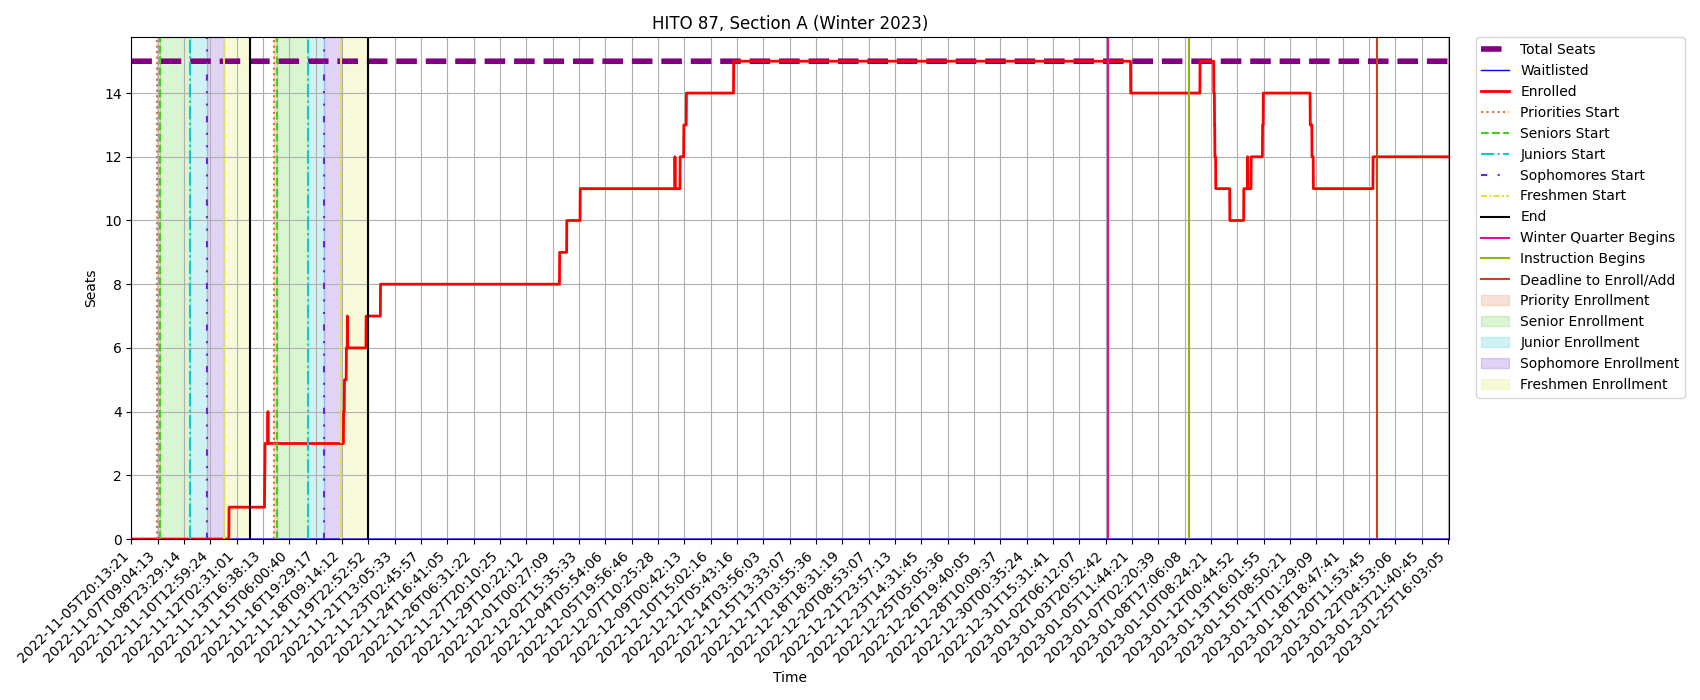 HITO 87, Section A (Winter 2023)
Total Seats
Waitlisted
Enrolled
Priorities Start
Seniors Start
Juniors Start
Sophomores Start
Freshmen Start
End
Winter Quarter Begins
Instruction Begins
Deadline to Enroll/Add
Priority Enrollment
Senior Enrollment
Junior Enrollment
Sophomore Enrollment
Freshmen Enrollment
Seats
14
12
10
8
6
4
2
0
2022-11-05T20:13:21
2022-11-07T09:04:13
2022-11-08T23:29:14
2022-11-10T12:59:24
2022-11-12T02:31:01
2022-11-13T16:38:13
2022-11-15T06:00:40
2022-11-16T19:29:17
2022-11-18T09:14:12
2022-11-19T22:52:52
2022-11-21T13:05:33
2022-11-23T02:45:57
2022-11-24T16:41:05
2022-11-26T06:31:22
2022-11-27T20:10:25
2022-11-29T10:22:12
2022-12-01T00:27:09
2022-12-02T15:35:33
2022-12-04T05:54:06
2022-12-05T19:56:46
2022-12-07T10:25:28
2022-12-09T00:42:13
2022-12-10T15:02:16
2022-12-12T05:43:16
2022-12-14T03:56:03
2022-12-15T13:33:07
2022-12-17T03:55:36
2022-12-18T18:31:19
2022-12-20T08:53:07
2022-12-21T23:57:13
2022-12-23T14:31:45
2022-12-25T05:05:36
2022-12-26T19:40:05
2022-12-28T10:09:37
2022-12-30T00:35:24
2022-12-31T15:31:41
2023-01-02T06:12:07
2023-01-03T20:52:42
2023-01-05T11:44:21
2023-01-07T02:20:39
2023-01-08T17:06:08
2023-01-10T08:24:21
2023-01-12T00:44:52
2023-01-13T16:01:55
2023-01-15T08:50:21
2023-01-17T01:29:09
2023-01-18T18:47:41
2023-01-20T11:53:45
2023-01-22T04:53:06
2023-01-23T21:40:45
2023-01-25T16:03:05
Time